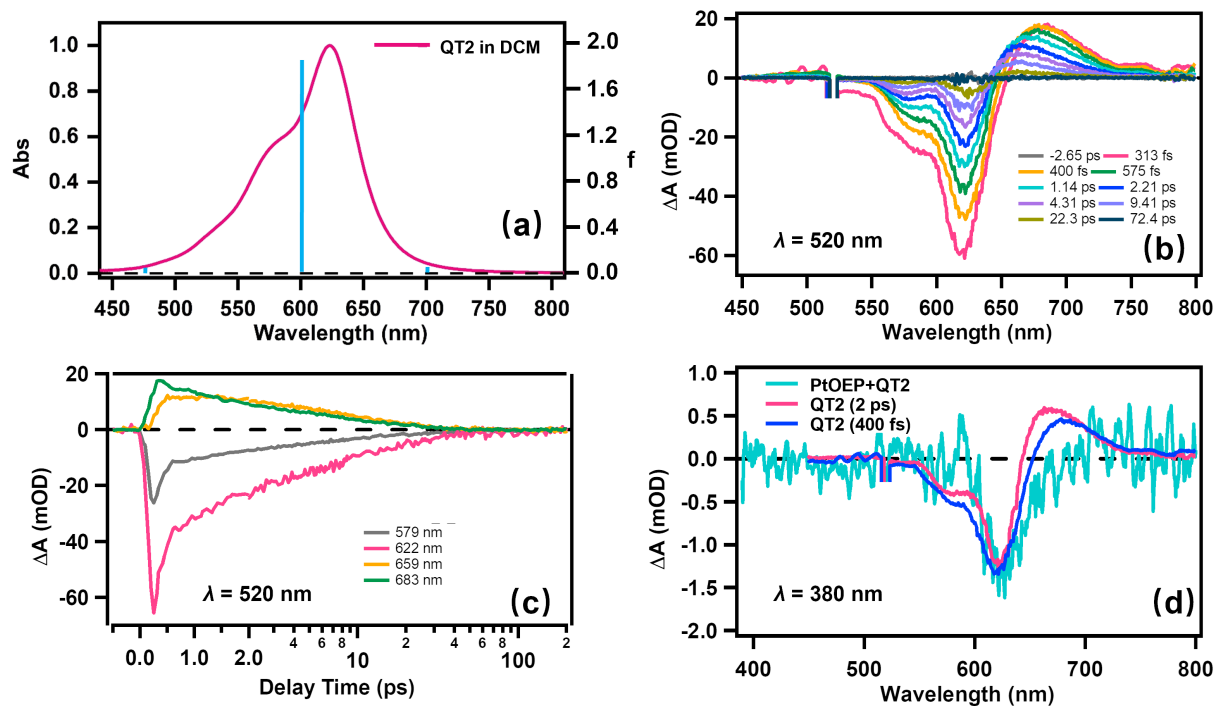 QT2 in DCM
1.0
0.8
0.6
0.4
0.2
0.0
Abs
2.0
1.6
1.2
0.8
0.4
0.0
f
(a)
450 500 550 600 650 700 750 800
Wavelength (nm)
20
0
-20
-40
-60
ΔA (mOD)
-2.65 ps 313 fs
400 fs 575 fs
1.14 ps 2.21 ps
4.31 ps 9.41 ps
22.3 ps 72.4 ps
λ = 520 nm
(b)
450 500 550 600 650 700 750 800
Wavelength (nm)
20
0
-20
-40
-60
ΔA (mOD)
579 nm
622 nm
659 nm
683 nm
λ = 520 nm
(c)
0.0 1.0 2.0 4 6 8 10 2 4 6 8 100 2
Delay Time (ps)
1.0
0.5
0.0
-0.5
-1.0
-1.5
-2.0
ΔA (mOD)
PtOEP+QT2
QT2 (2 ps)
QT2 (400 fs)
λ = 380 nm
(d)
400 500 600 700 800
Wavelength (nm)